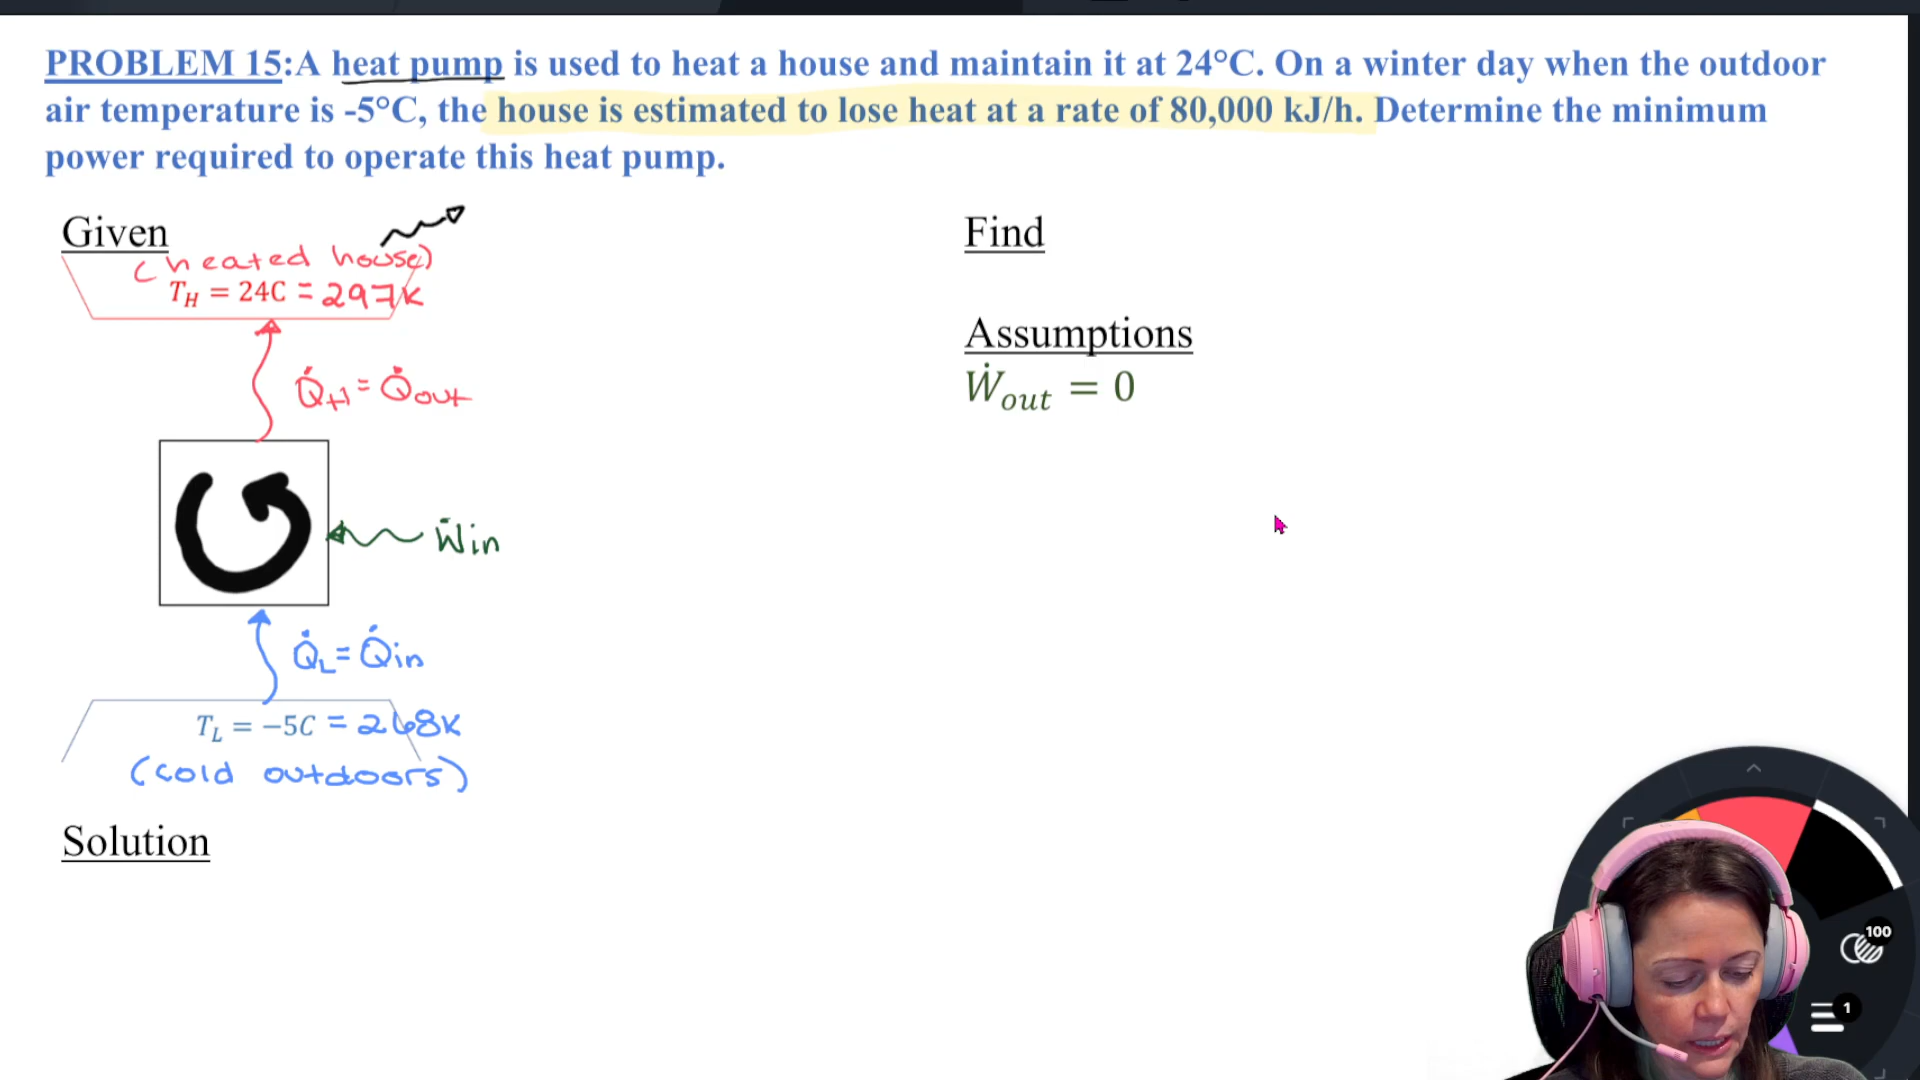 PROBLEM 15:A heat pump is used to heat a house and maintain it at 24°C. On a winter day when the outdoor
air temperature is -5°C, the house is estimated to lose heat at a rate of 80,000 kJ/h. Determine the minimum
power required to operate this heat pump.
Given
(heated house)
T_H = 24C = 297K
Q̇_H = Q̇_out
Ẇin
Q̇_L = Q̇in
T_L = −5C = 268K
(cold outdoors)
Solution
Find
Assumptions
Ẇ_out = 0
100
1